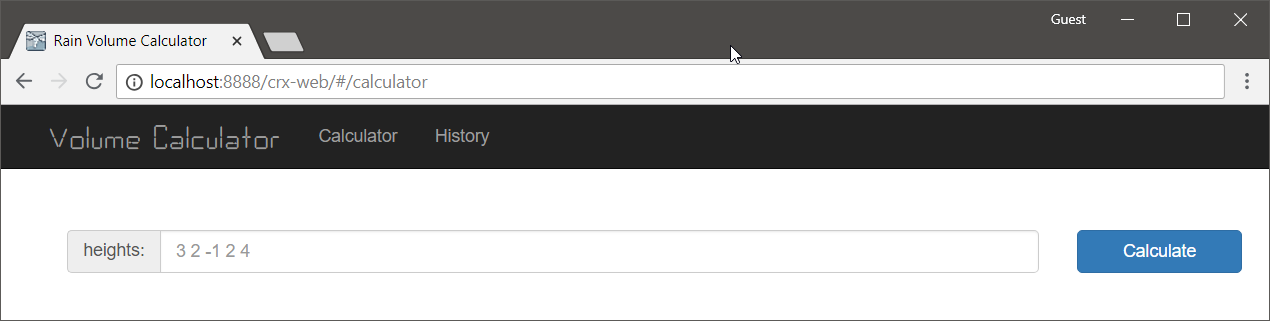 Guest
Rain Volume Calculator
localhost:8888/crx-web/#/calculator
Volume Calculator Calculator History
heights: 3 2 -1 2 4 Calculate